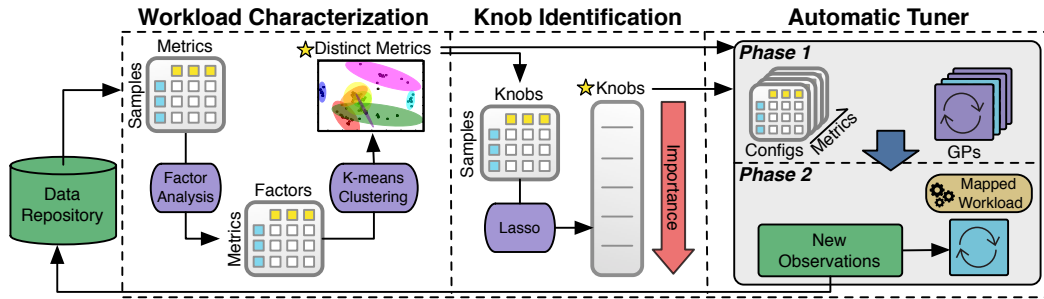 Workload Characterization
Knob Identification
Automatic Tuner
Metrics
Samples
Distinct Metrics
Factor
Analysis
K-means
Clustering
Factors
Metrics
Data
Repository
Knobs
Samples
Lasso
Knobs
Importance
Phase 1
Configs
Metrics
GPs
Phase 2
Mapped
Workload
New
Observations